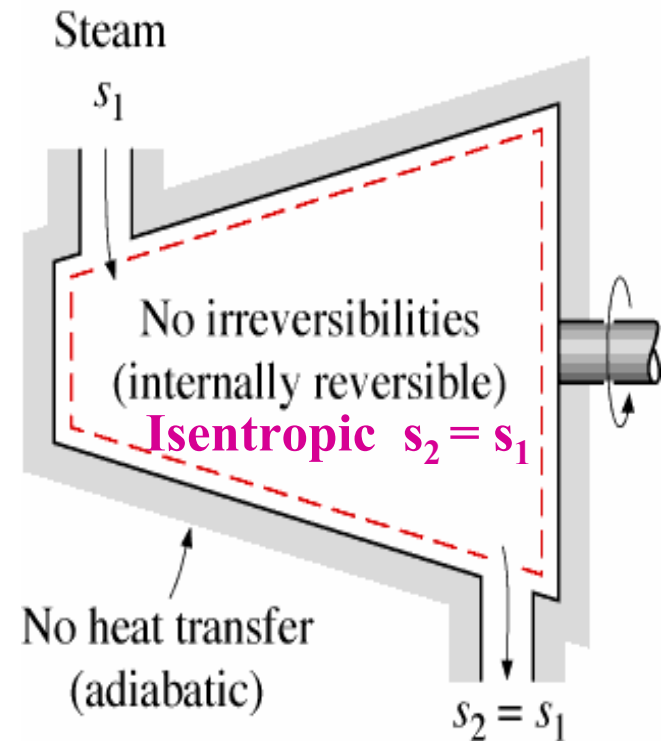 Steam
s₁
No irreversibilities
(internally reversible)
Isentropic s₂ = s₁
No heat transfer
(adiabatic)
s₂ = s₁